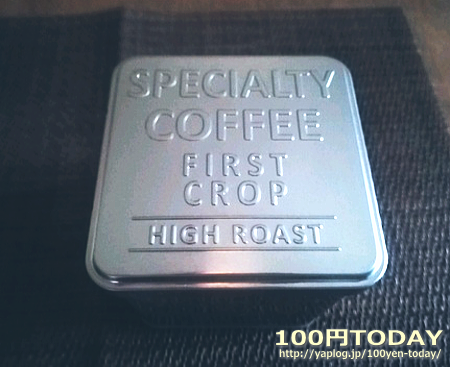 SPECIALTY
COFFEE
FIRST
CROP
HIGH ROAST
100円TODAY
http://yaplog.jp/100yen-today/